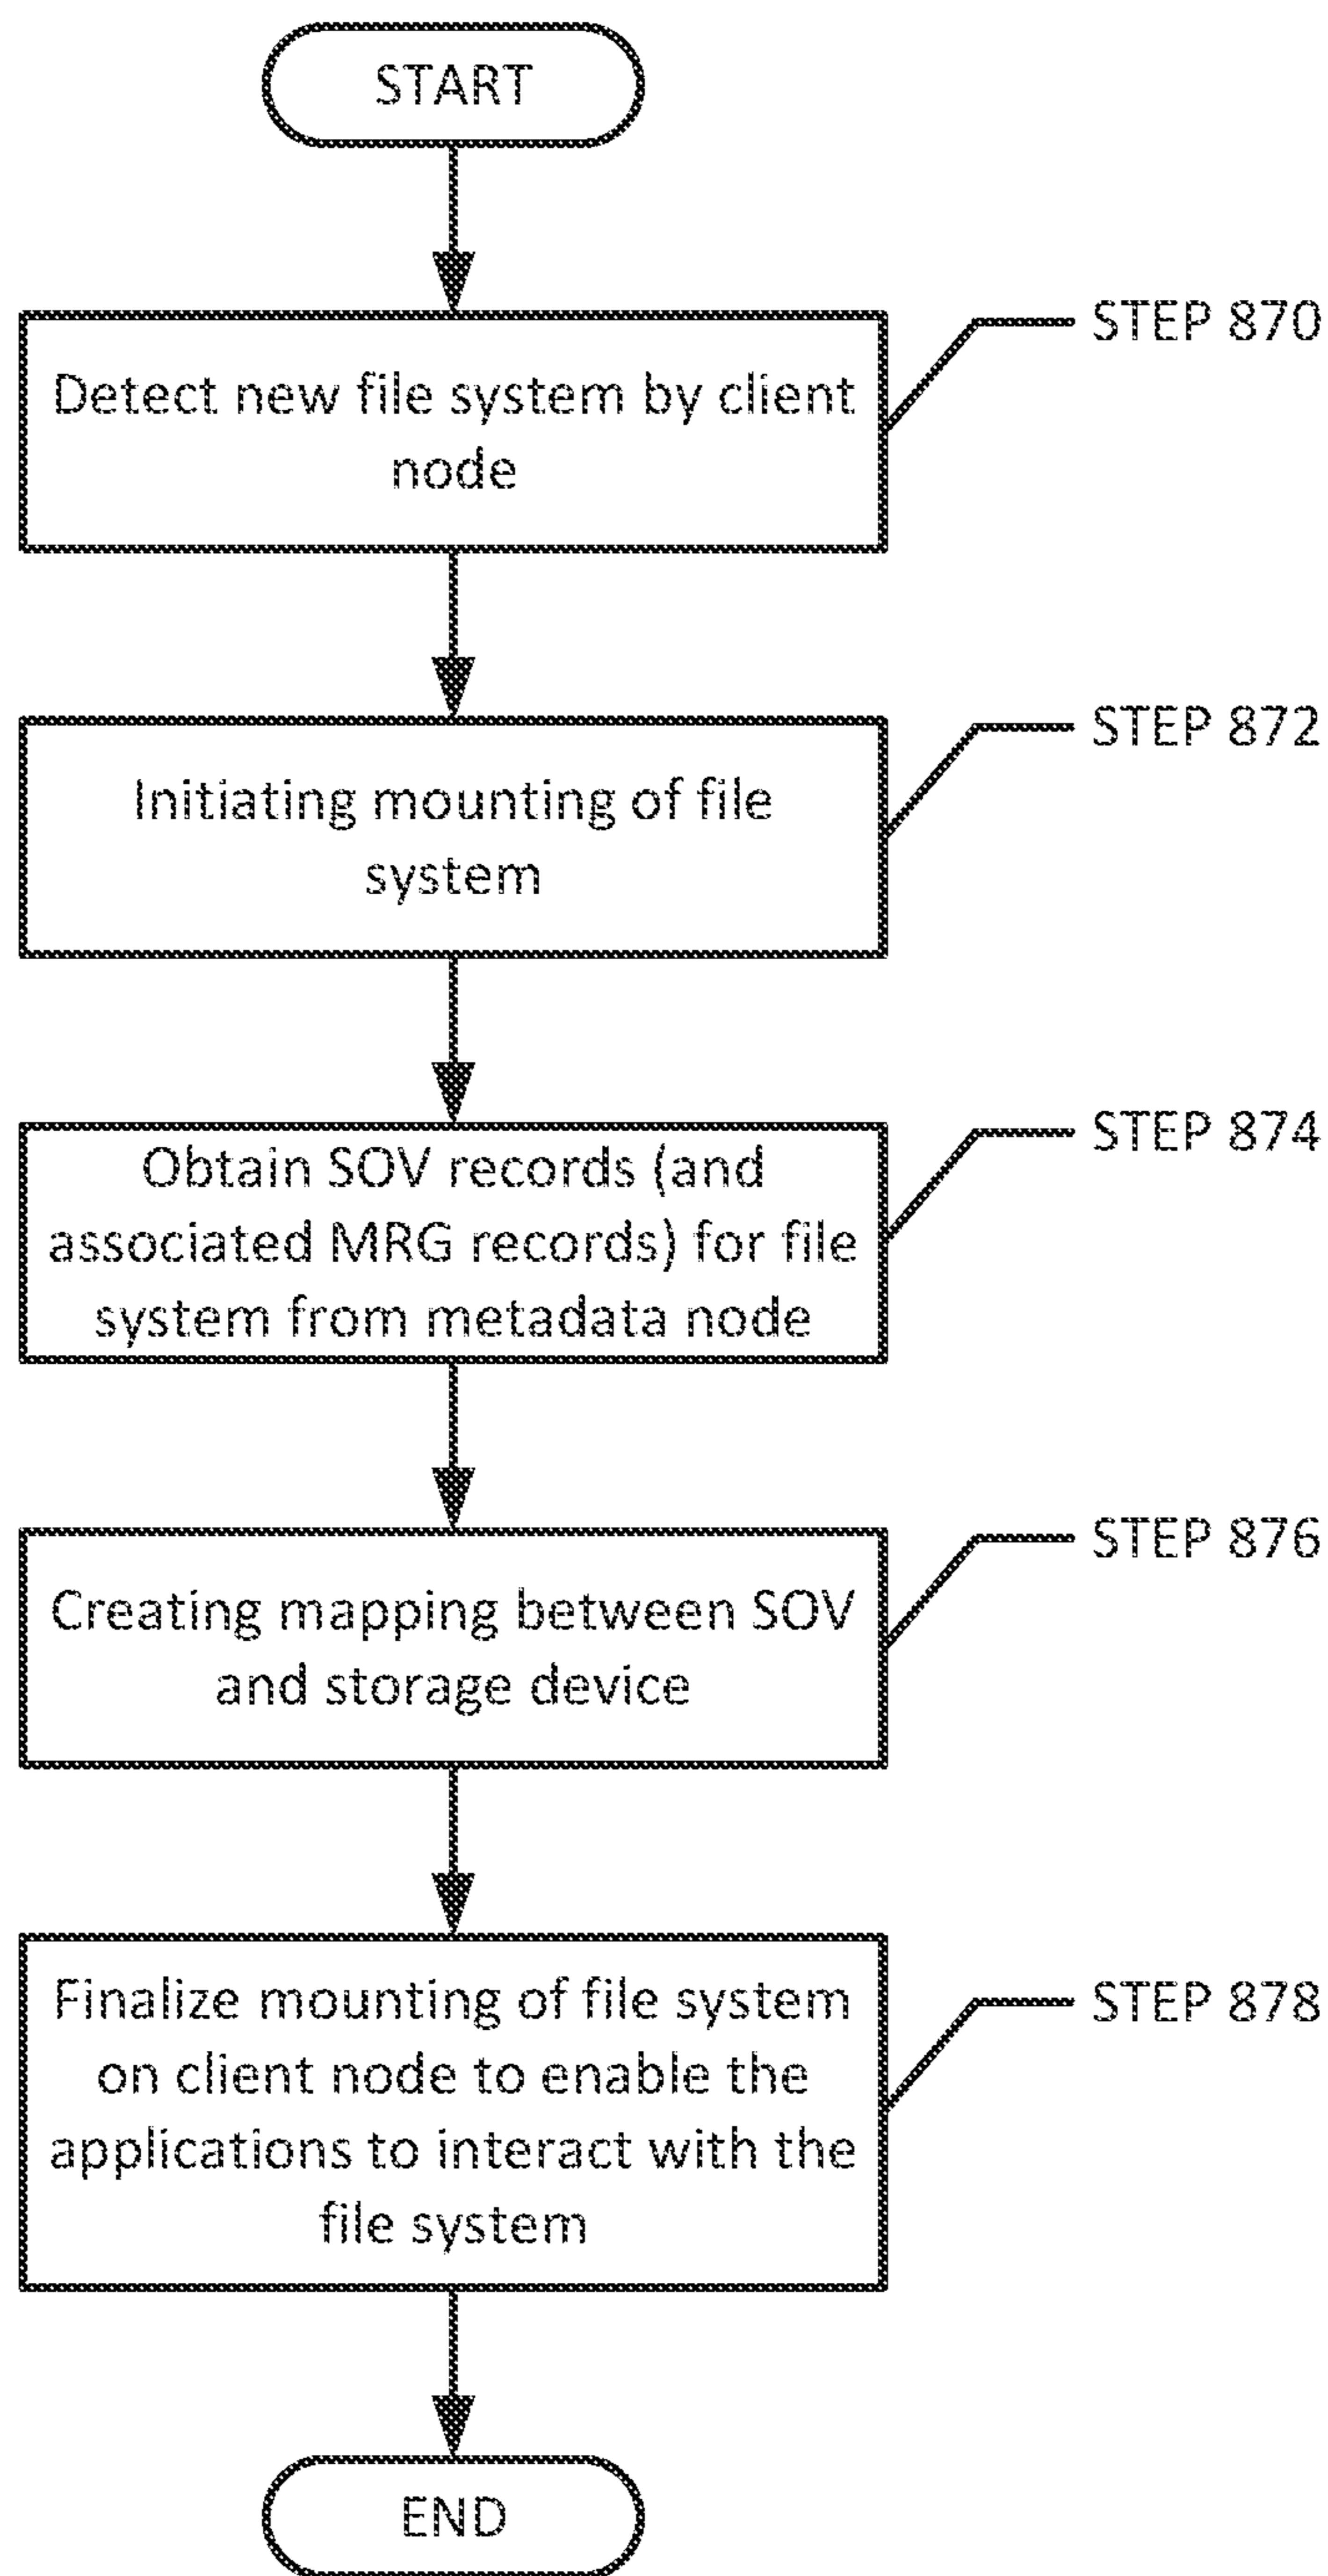 START
STEP 870
Detect new file system by client
node
STEP 872
Initiating mounting of file
system
STEP 874
Obtain SOV records (and
associated MRG records) for file
system from metadata node
STEP 876
Creating mapping between SOV
and storage device
STEP 878
Finalize mounting of file system
on client node to enable the
applications to interact with the
file system
END